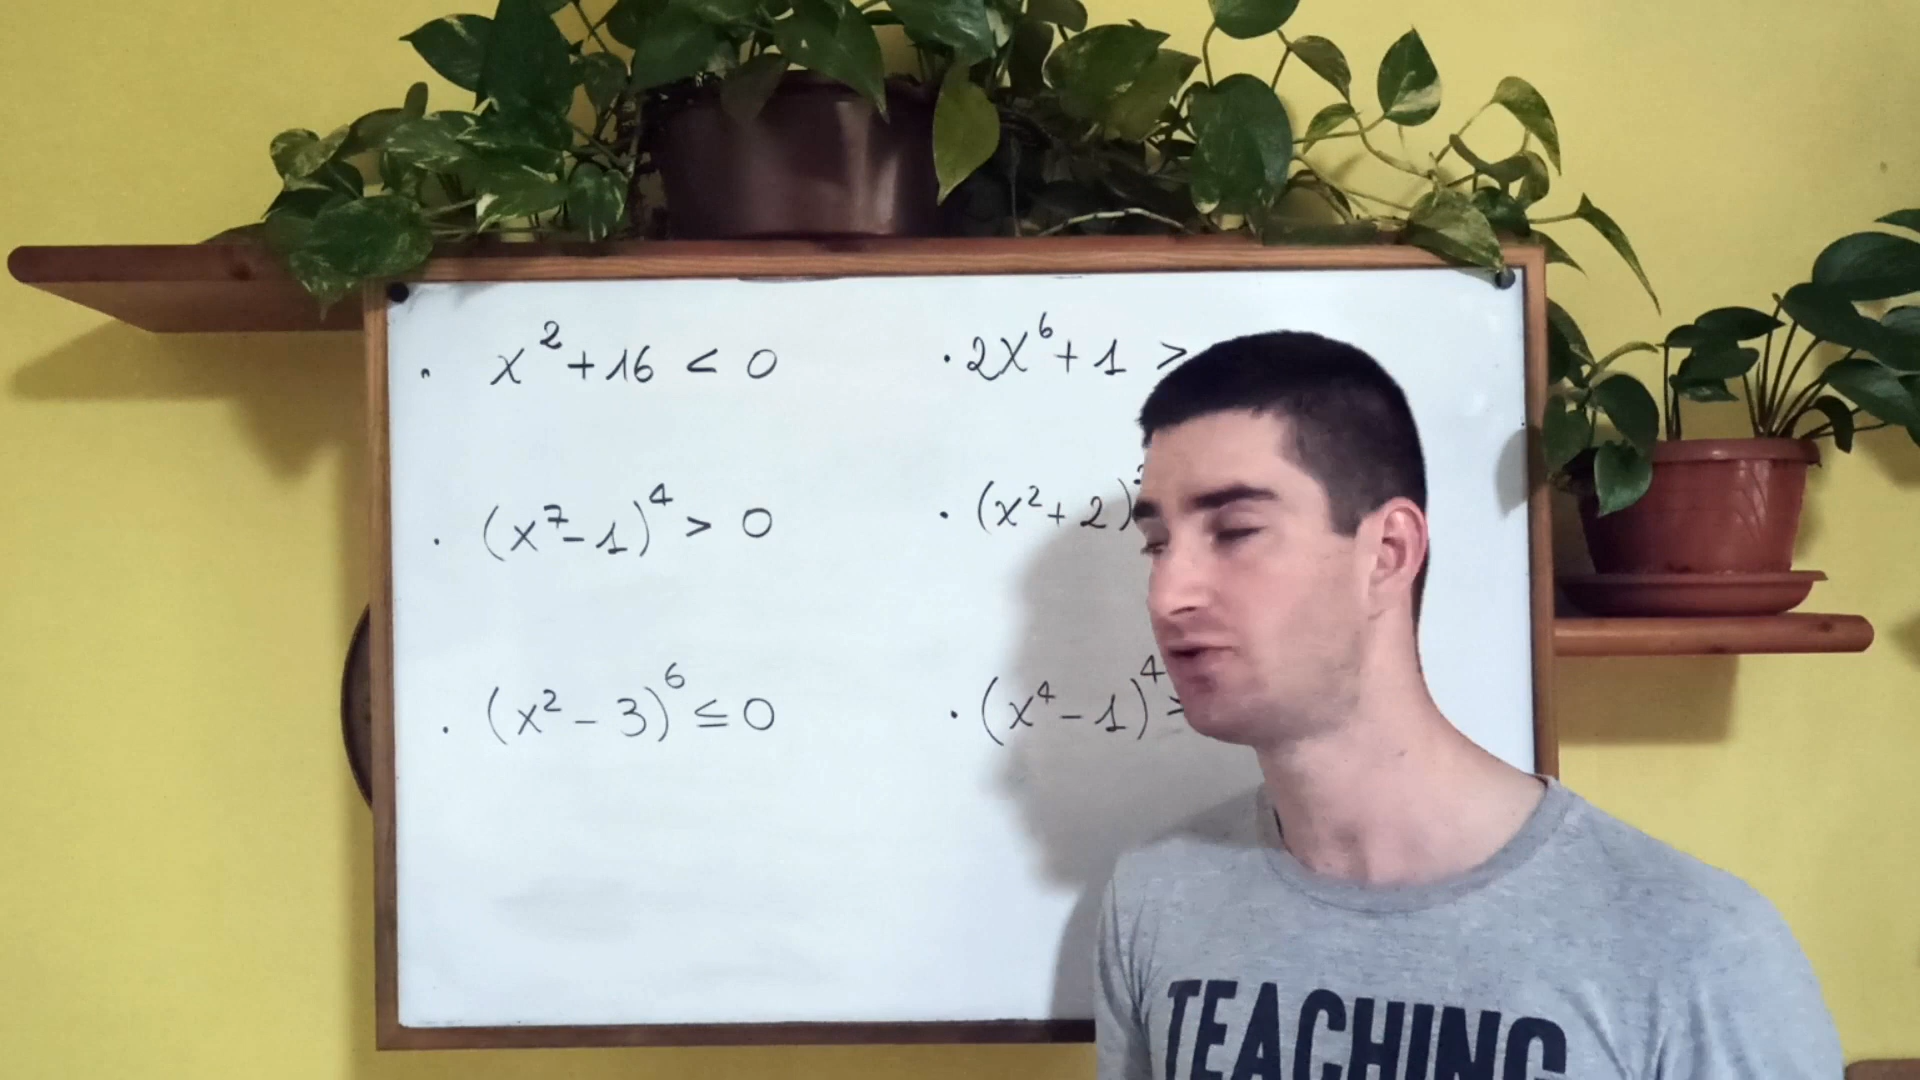 · x² + 16 < 0
· 2x⁶ + 1 >
· (x⁷ - 1)⁴ > 0
· (x² + 2)
· (x² - 3)⁶ ≤ 0
· (x⁴ - 1)⁴
TEACHING